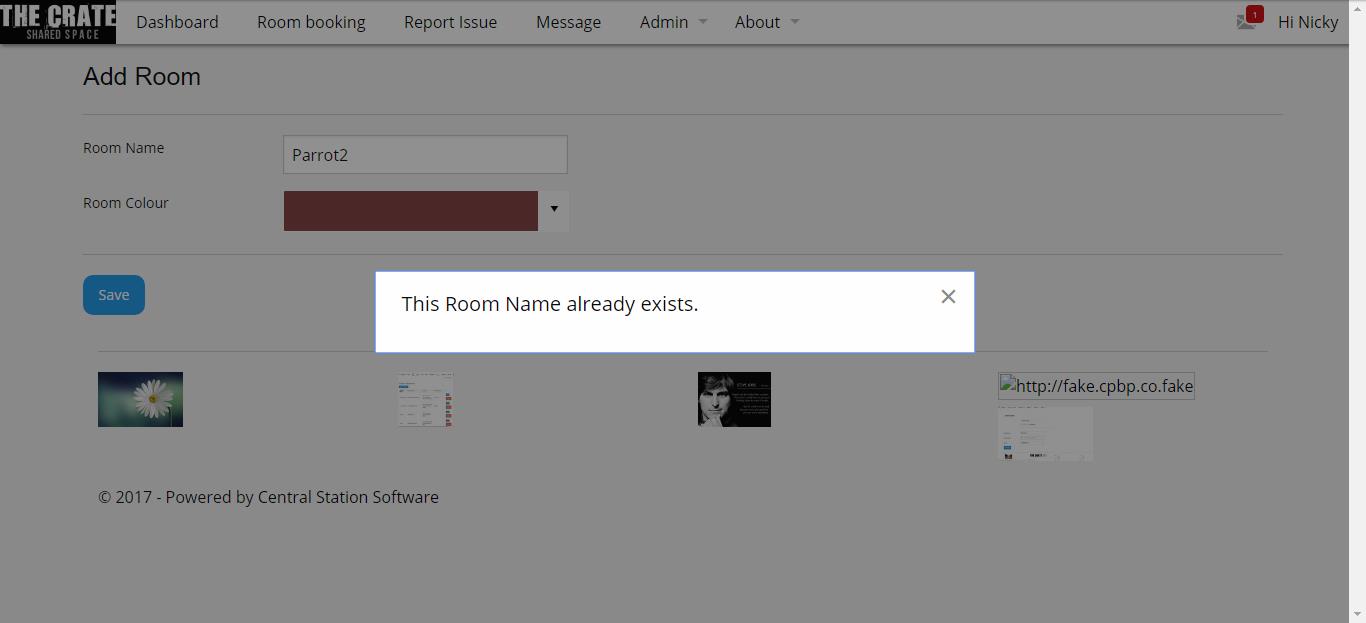 THE CRATE
SHARED SPACE
Dashboard
Room booking
Report Issue
Message
Admin
About
1
Hi Nicky
Add Room
Room Name
Parrot2
Room Colour
Save
This Room Name already exists.
http://fake.cpbp.co.fake
© 2017 - Powered by Central Station Software